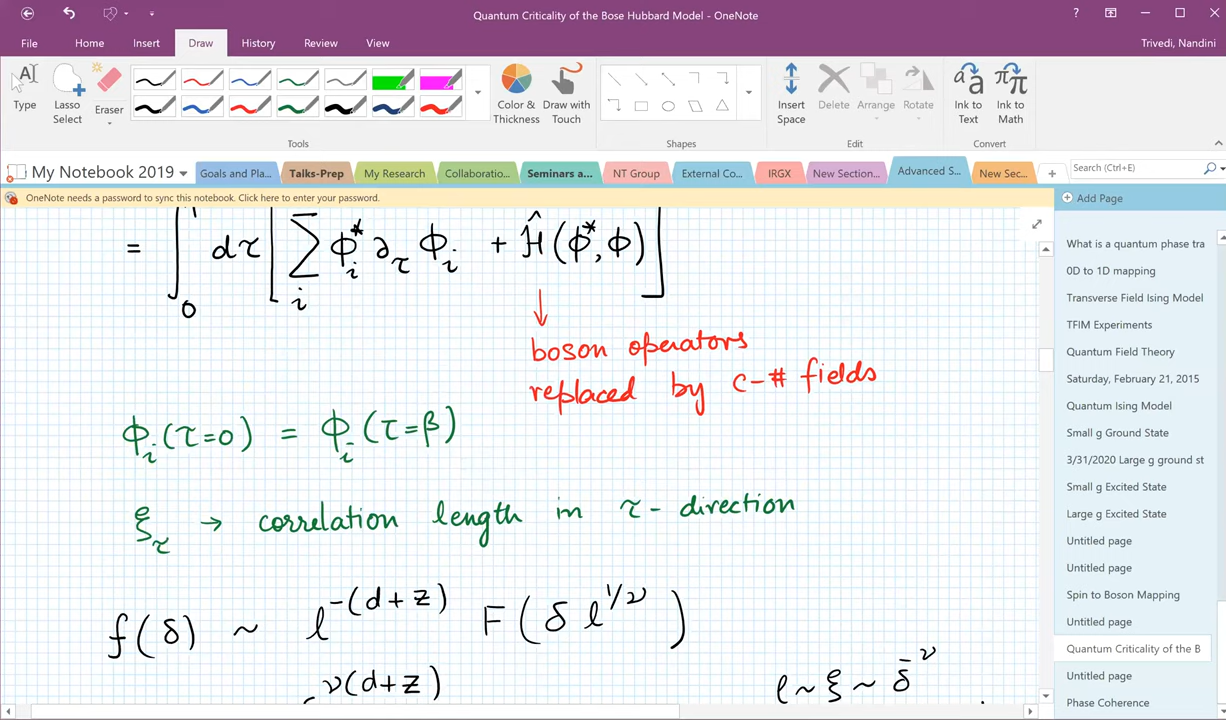 Quantum Criticality of the Bose Hubbard Model - OneNote
File Home Insert Draw History Review View
Trivedi, Nandini
Type
Lasso Select
Eraser
Color & Thickness
Draw with Touch
Insert Space
Delete
Arrange
Rotate
Ink to Text
Ink to Math
Tools
Shapes
Edit
Convert
My Notebook 2019
Goals and Pla... Talks-Prep My Research Collaboratio... Seminars a... NT Group External Co... IRGX New Section... Advanced S... New Sec...
Search (Ctrl+E)
OneNote needs a password to sync this notebook. Click here to enter your password.
Add Page
What is a quantum phase tra
0D to 1D mapping
Transverse Field Ising Model
TFIM Experiments
Quantum Field Theory
Saturday, February 21, 2015
Quantum Ising Model
Small g Ground State
3/31/2020 Large g ground st
Small g Excited State
Large g Excited State
Untitled page
Untitled page
Spin to Boson Mapping
Untitled page
Quantum Criticality of the B
Untitled page
Phase Coherence
= ∫₀ dτ [ ∑ᵢ ϕᵢ* ∂τ ϕᵢ + Ĥ(ϕ*, ϕ) ]
↓
boson operators
replaced by c-# fields
ϕᵢ(τ=0) = ϕᵢ(τ=β)
ξτ → correlation length in τ- direction
f(δ) ~ l^-(d+z) F(δ l^1/ν)
ν(d+z)
l ~ ξ ~ δ^-ν